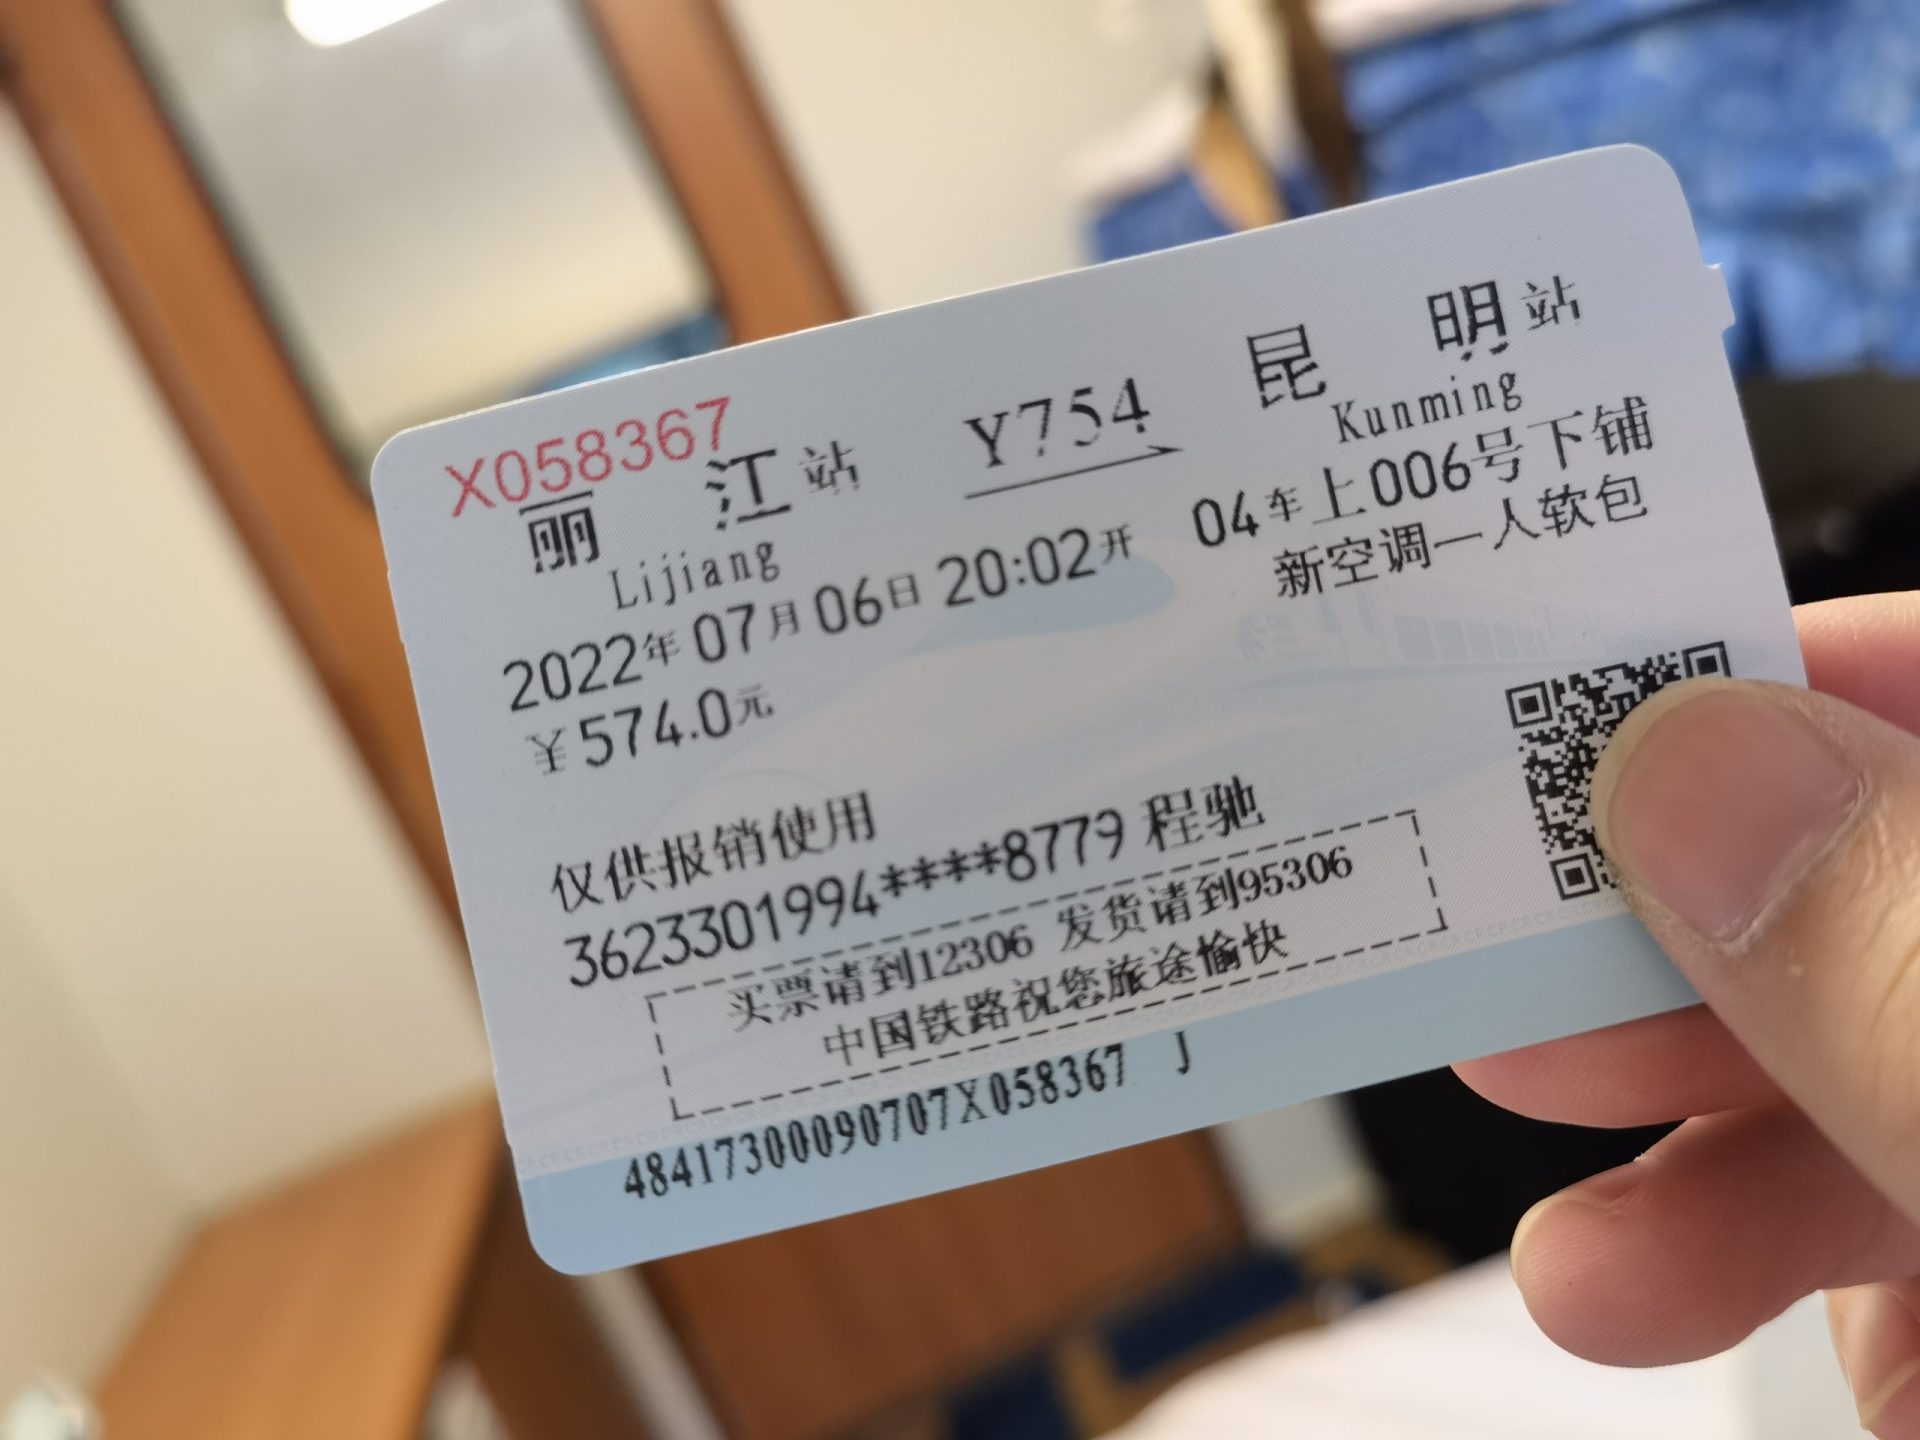 X058367
丽江站 Y754 昆明站
Lijiang Kunming
2022年07月06日 20:02开 04车上006号下铺
¥574.0元 新空调一人软包
仅供报销使用
3623301994****8779 程驰
买票请到12306 发货请到95306
中国铁路祝您旅途愉快
48417300090707X058367 J